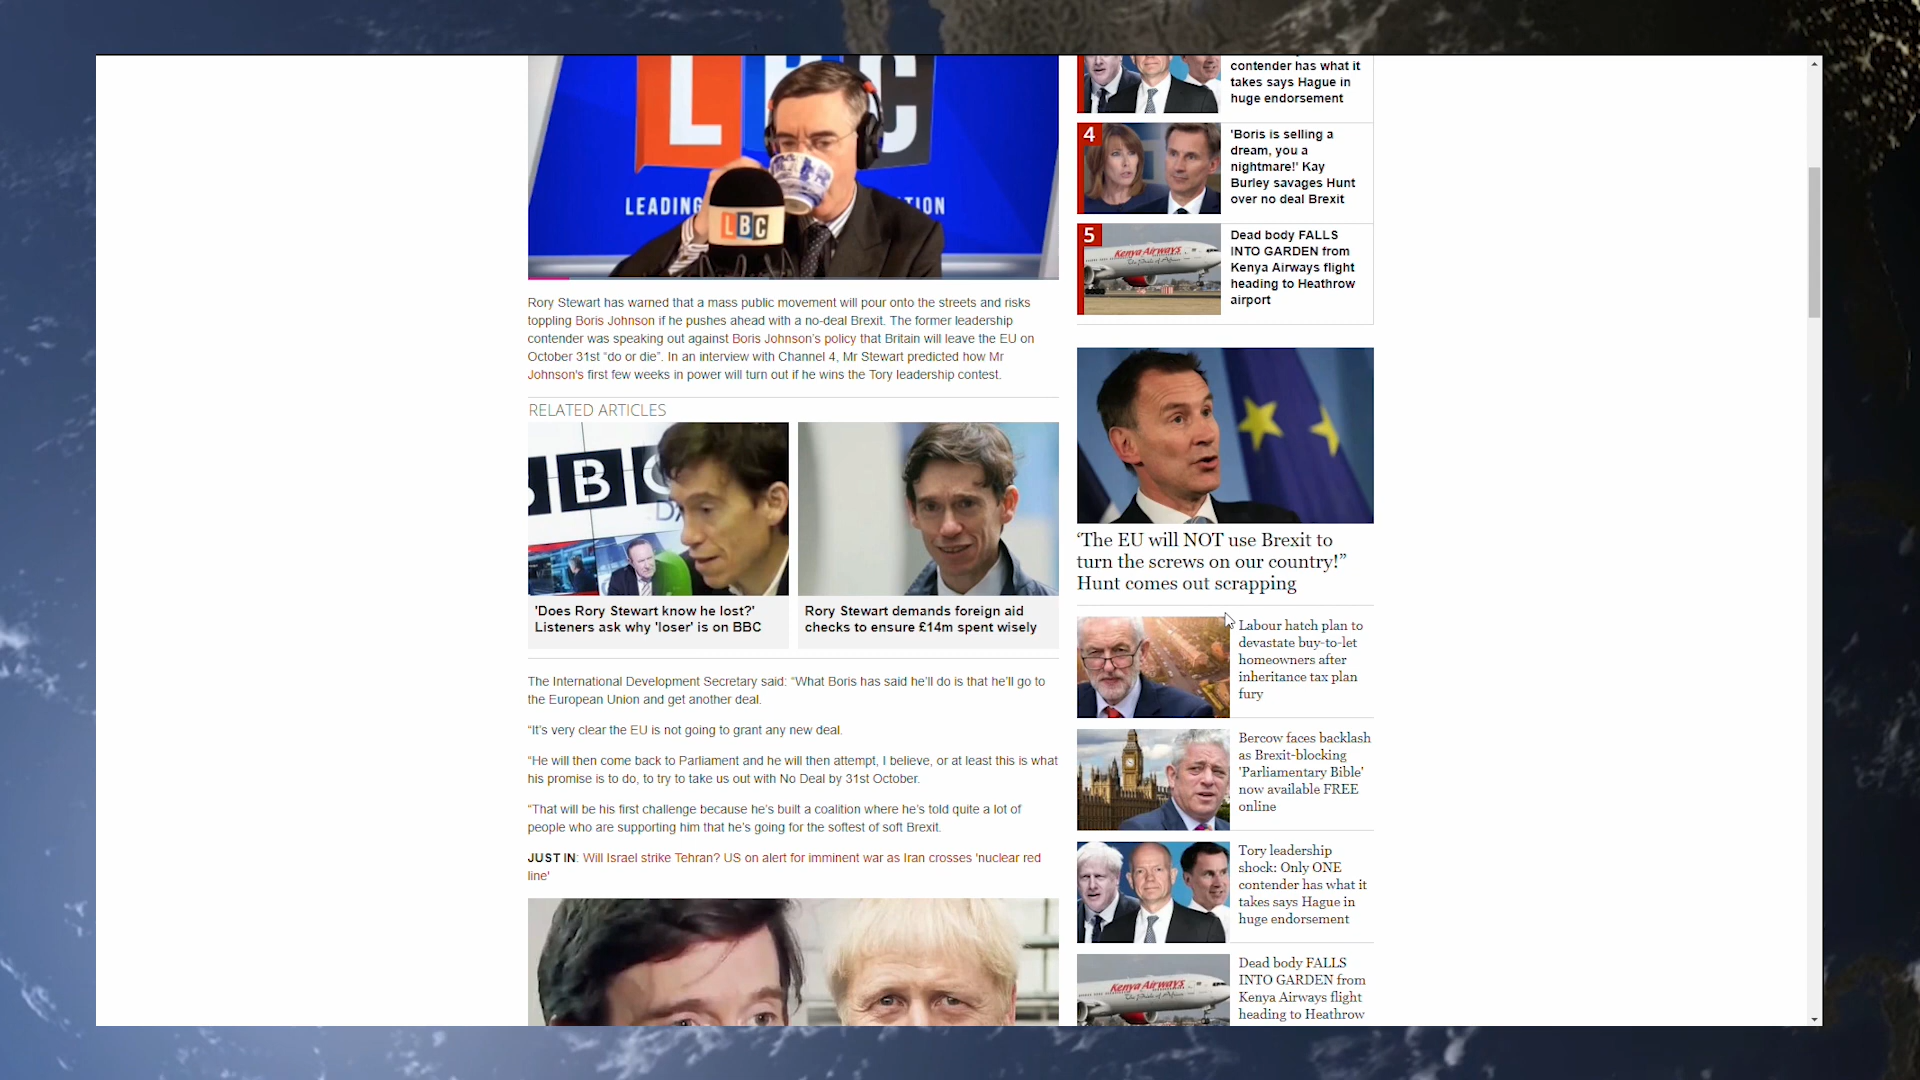 LBC
LEADING
TION
LBC
Rory Stewart has warned that a mass public movement will pour onto the streets and risks
toppling Boris Johnson if he pushes ahead with a no-deal Brexit. The former leadership
contender was speaking out against Boris Johnson's policy that Britain will leave the EU on
October 31st “do or die”. In an interview with Channel 4, Mr Stewart predicted how Mr
Johnson's first few weeks in power will turn out if he wins the Tory leadership contest.
RELATED ARTICLES
BBC
'Does Rory Stewart know he lost?'
Listeners ask why 'loser' is on BBC
Rory Stewart demands foreign aid
checks to ensure £14m spent wisely
The International Development Secretary said: “What Boris has said he’ll do is that he’ll go to
the European Union and get another deal.
“It’s very clear the EU is not going to grant any new deal.
“He will then come back to Parliament and he will then attempt, I believe, or at least this is what
his promise is to do, to try to take us out with No Deal by 31st October.
“That will be his first challenge because he’s built a coalition where he’s told quite a lot of
people who are supporting him that he’s going for the softest of soft Brexit.
JUST IN: Will Israel strike Tehran? US on alert for imminent war as Iran crosses 'nuclear red
line'
contender has what it
takes says Hague in
huge endorsement
4
'Boris is selling a
dream, you a
nightmare!' Kay
Burley savages Hunt
over no deal Brexit
5
Kenya Airways
The Pride of Africa
Dead body FALLS
INTO GARDEN from
Kenya Airways flight
heading to Heathrow
airport
‘The EU will NOT use Brexit to
turn the screws on our country!”
Hunt comes out scrapping
Labour hatch plan to
devastate buy-to-let
homeowners after
inheritance tax plan
fury
Bercow faces backlash
as Brexit-blocking
'Parliamentary Bible'
now available FREE
online
Tory leadership
shock: Only ONE
contender has what it
takes says Hague in
huge endorsement
Kenya Airways
The Pride of Africa
Dead body FALLS
INTO GARDEN from
Kenya Airways flight
heading to Heathrow